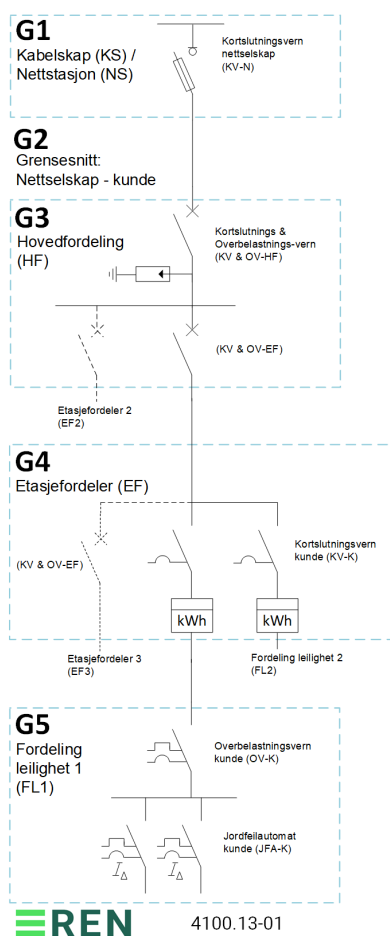 G1
Kabelskap (KS) /
Nettstasjon (NS)
Kortslutningsvern
nettselskap
(KV-N)
G2
Grensesnitt:
Nettselskap - kunde
G3
Hovedfordeling
(HF)
Kortslutnings &
Overbelastnings-vern
(KV & OV-HF)
(KV & OV-EF)
Etasjefordeler 2
(EF2)
G4
Etasjefordeler (EF)
(KV & OV-EF)
Kortslutningsvern
kunde (KV-K)
kWh
kWh
Etasjefordeler 3
(EF3)
Fordeling leilighet 2
(FL2)
G5
Fordeling
leilighet 1
(FL1)
Overbelastningsvern
kunde (OV-K)
Jordfeilautomat
kunde (JFA-K)
I∆
I∆
REN
4100.13-01